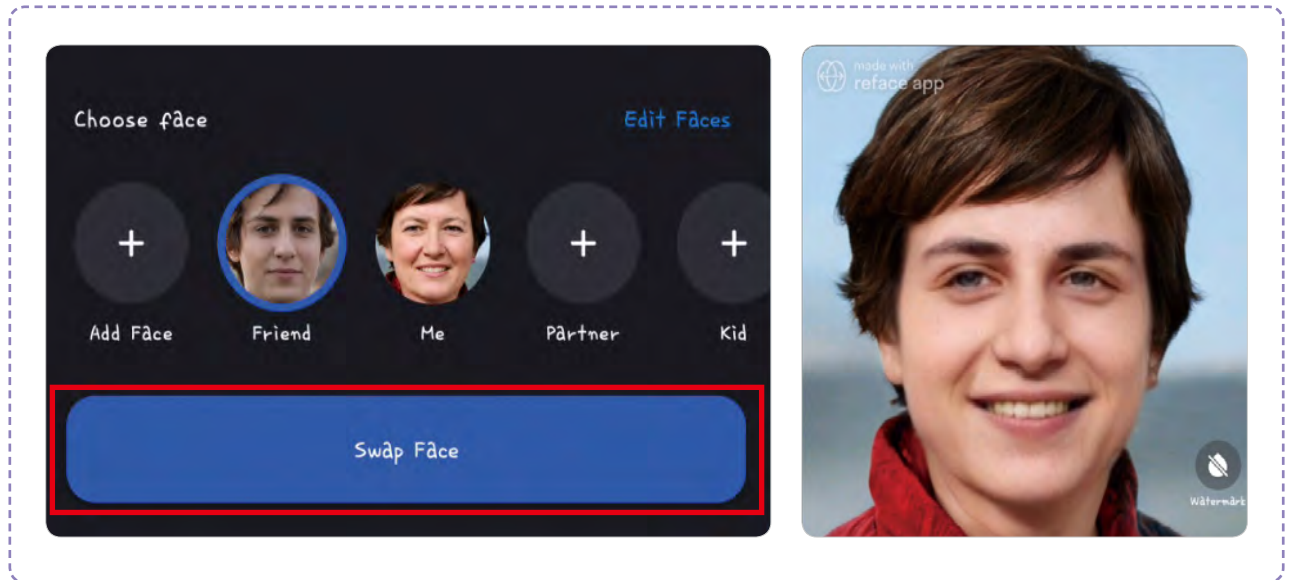 Choose face
Edit Faces
Add Face
Friend
Me
Partner
Kid
Swap Face
made with
reface app
Watermark